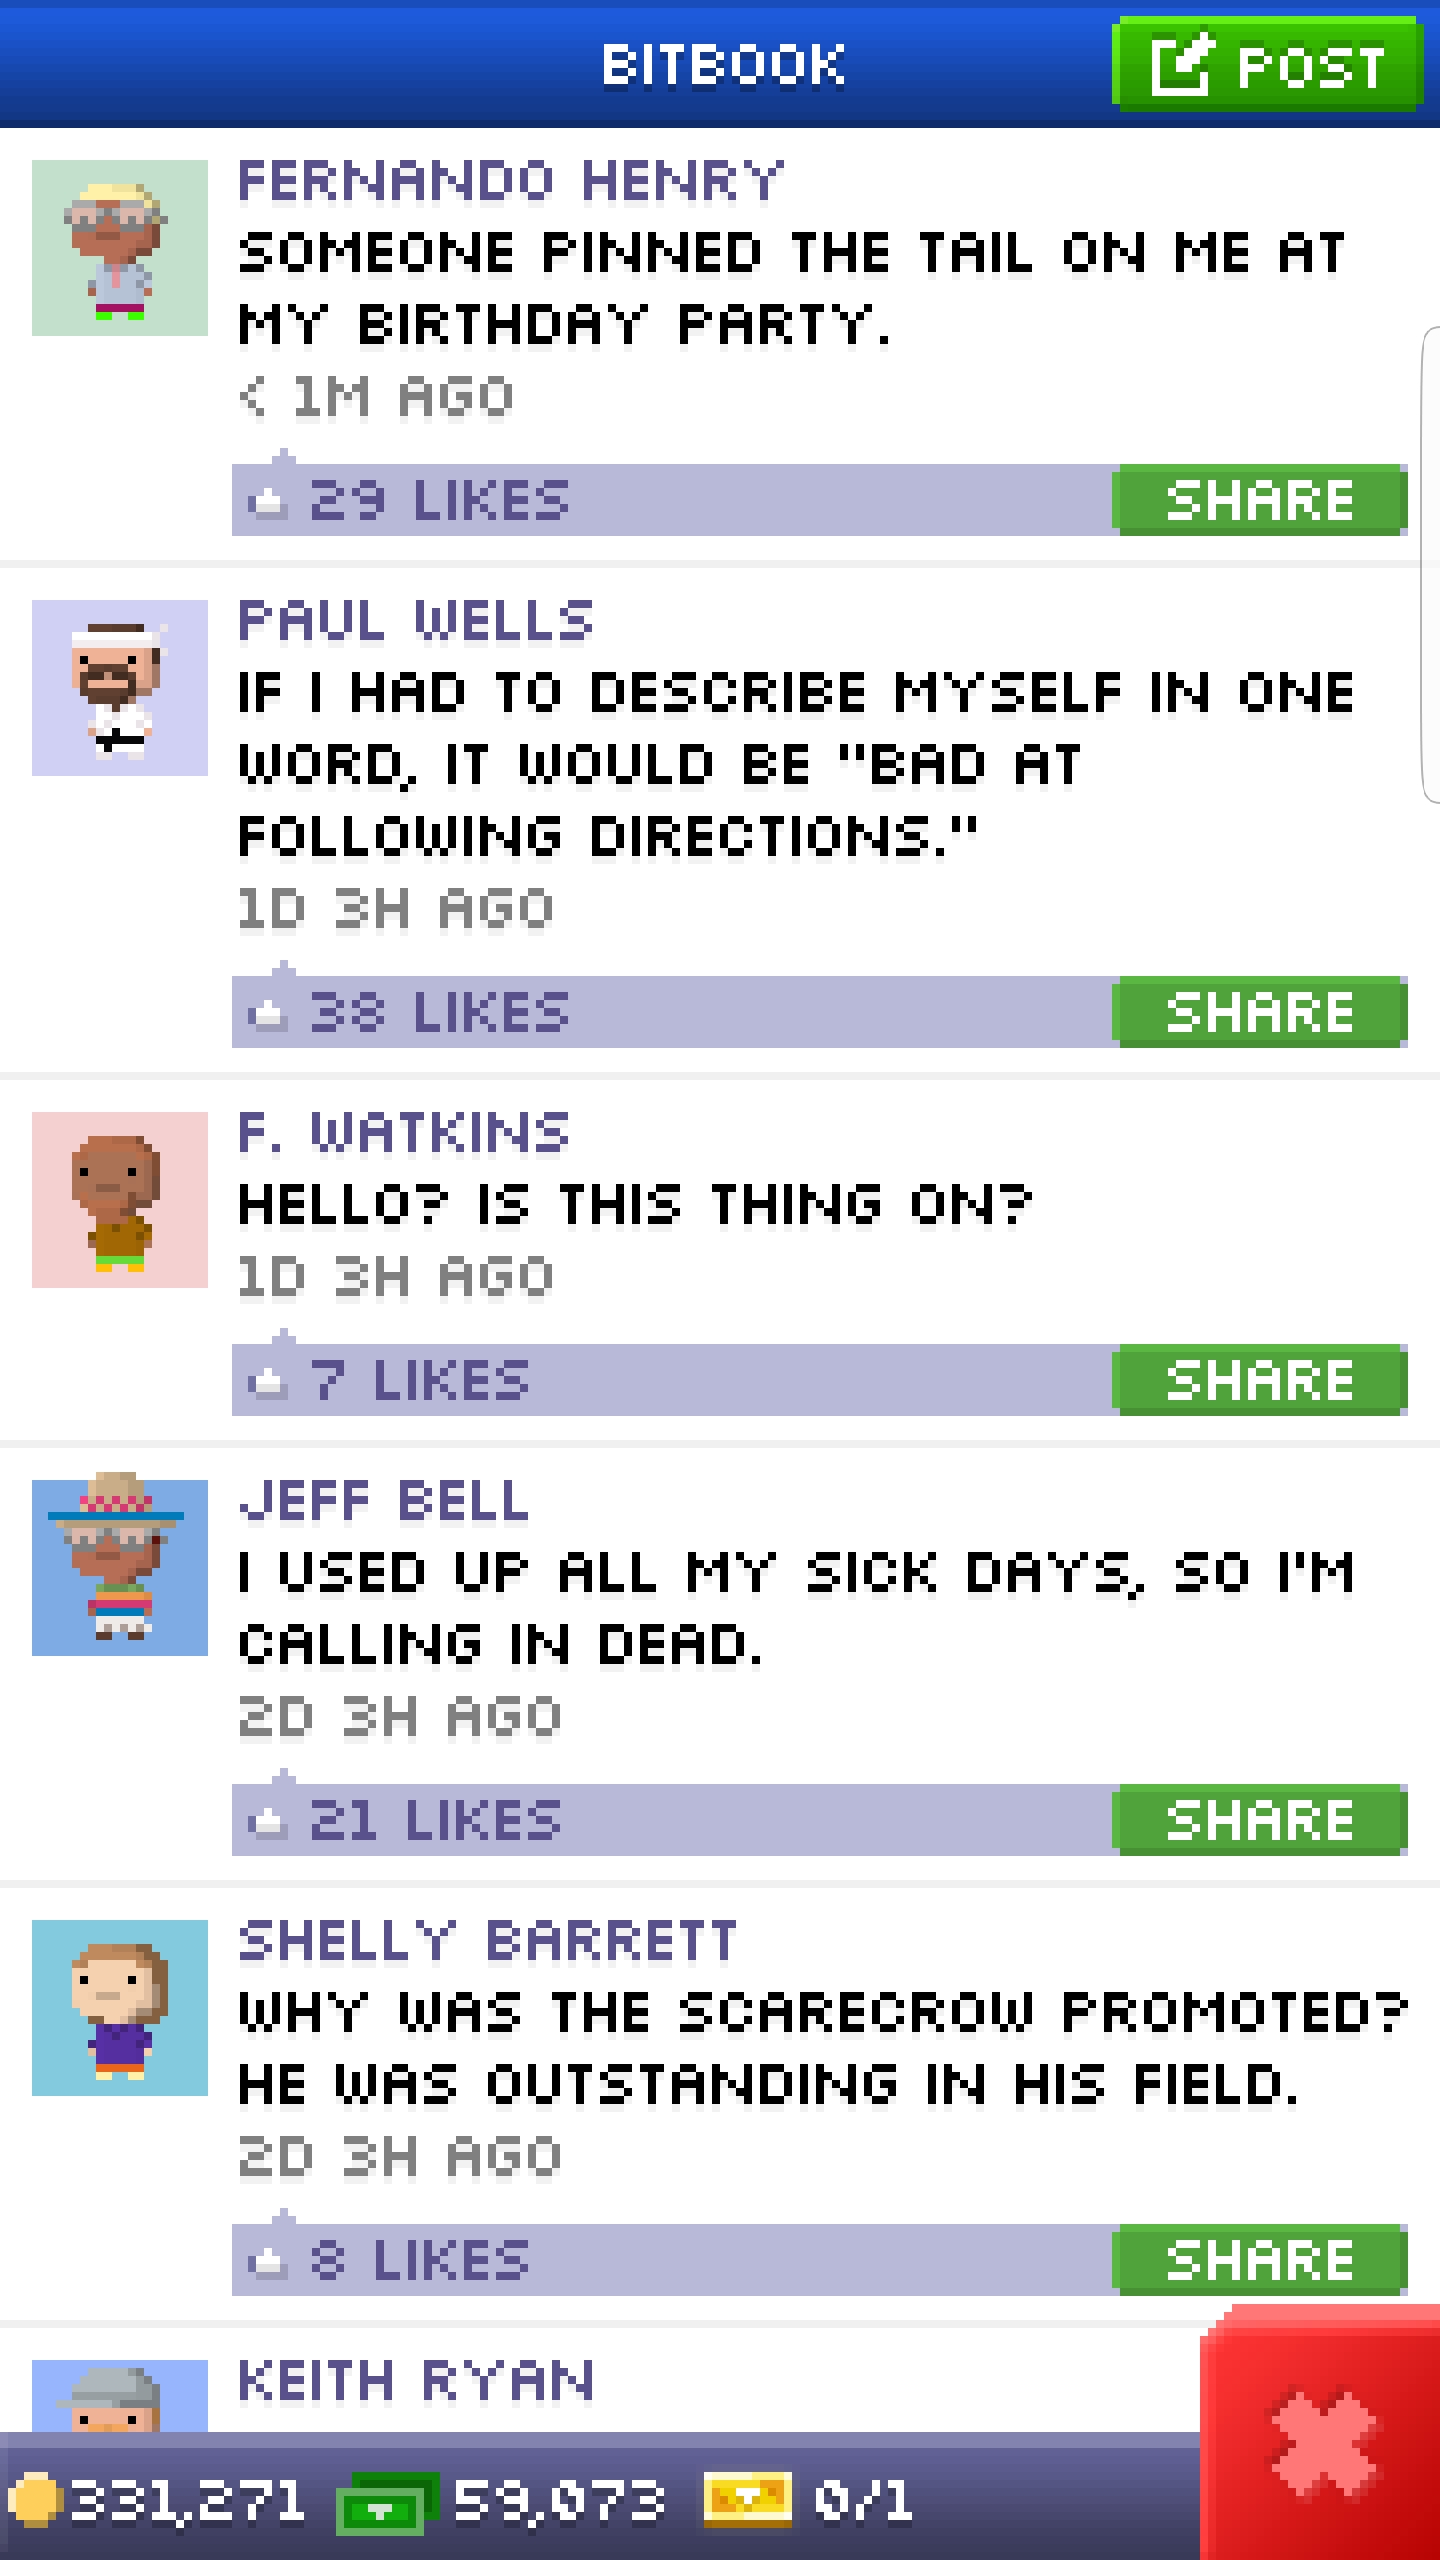 BITBOOK
POST
FERNANDO HENRY
SOMEONE PINNED THE TAIL ON ME AT
MY BIRTHDAY PARTY.
< 1M AGO
29 LIKES
SHARE
PAUL WELLS
IF I HAD TO DESCRIBE MYSELF IN ONE
WORD, IT WOULD BE "BAD AT
FOLLOWING DIRECTIONS."
1D 3H AGO
38 LIKES
SHARE
F. WATKINS
HELLO? IS THIS THING ON?
1D 3H AGO
7 LIKES
SHARE
JEFF BELL
I USED UP ALL MY SICK DAYS, SO I'M
CALLING IN DEAD.
2D 3H AGO
21 LIKES
SHARE
SHELLY BARRETT
WHY WAS THE SCARECROW PROMOTED?
HE WAS OUTSTANDING IN HIS FIELD.
2D 3H AGO
8 LIKES
SHARE
KEITH RYAN
331,271 59,073 0/1